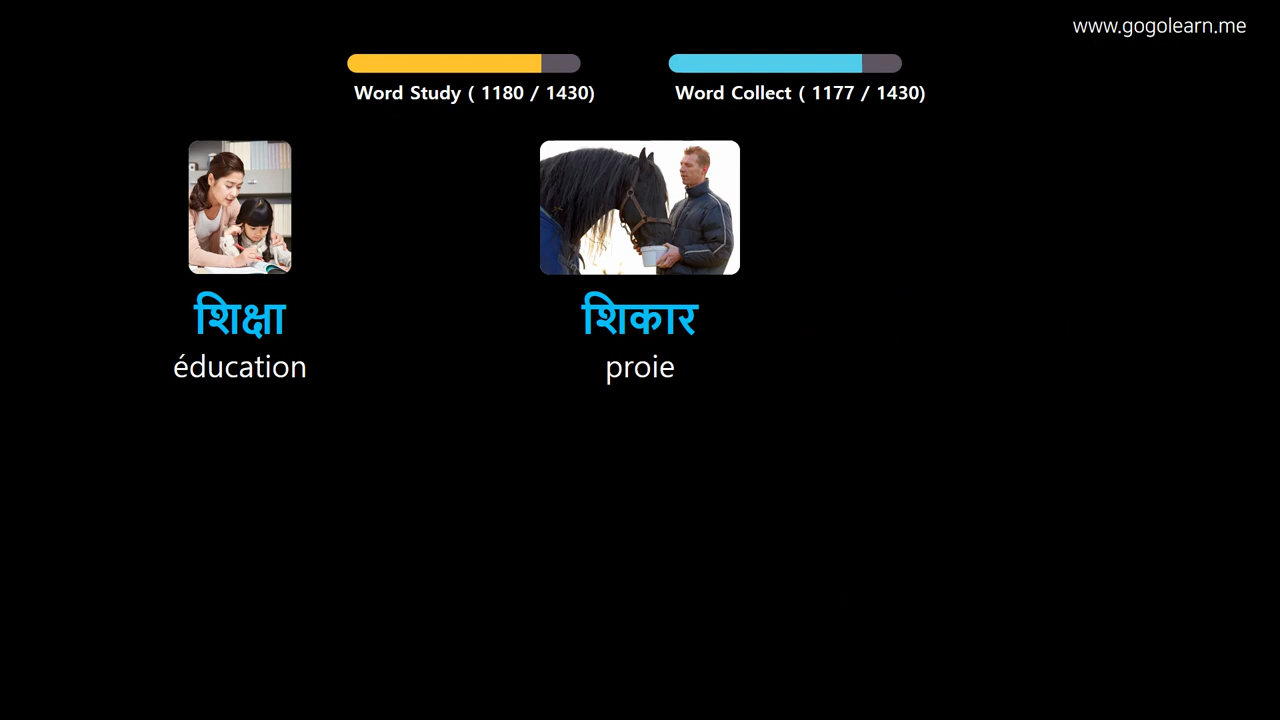 www.gogolearn.me
Word Study ( 1180 / 1430)
Word Collect ( 1177 / 1430)
शिक्षा
éducation
शिकार
proie